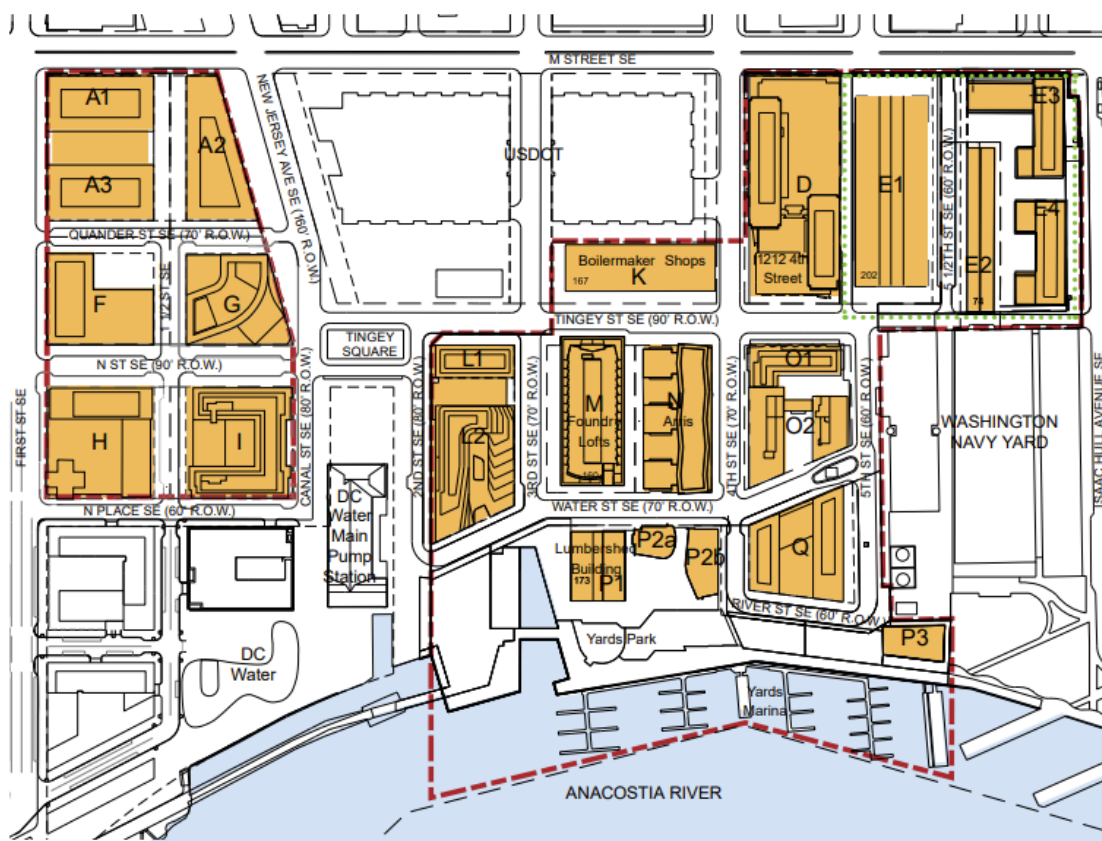 M STREET SE
A1
A2
A3
NEW JERSEY AVE SE (160' R.O.W.)
USDCT
D
E1
E2
E3
E4
202
74
5 1/2TH ST SE (60' R.O.W.)
1212 4th
Street
Boilermaker Shops
167
K
QUANDER ST SE (70' R.O.W.)
F
G
1 1/2 ST SE
TINGEY ST SE (90' R.O.W.)
TINGEY
SQUARE
N ST SE (90' R.O.W.)
L1
L2
M
Foundry
Lofts
160
N
Arris
O1
O2
H
I
FIRST ST SE
CANAL ST SE (80' R.O.W.)
2ND ST SE (80' R.O.W.)
3RD ST SE (70' R.O.W.)
4TH ST SE (70' R.O.W.)
5TH ST SE (60' R.O.W.)
WASHINGTON
NAVY YARD
ISAAC HULL AVENUE SE
N PLACE SE (60' R.O.W.)
DC
Water
Main
Pump
Station
WATER ST SE (70' R.O.W.)
Lumbershed
Building
173
P1
P2a
P2b
Q
RIVER ST SE (60' R.O.W.)
P3
DC
Water
Yards Park
Yards
Marina
ANACOSTIA RIVER